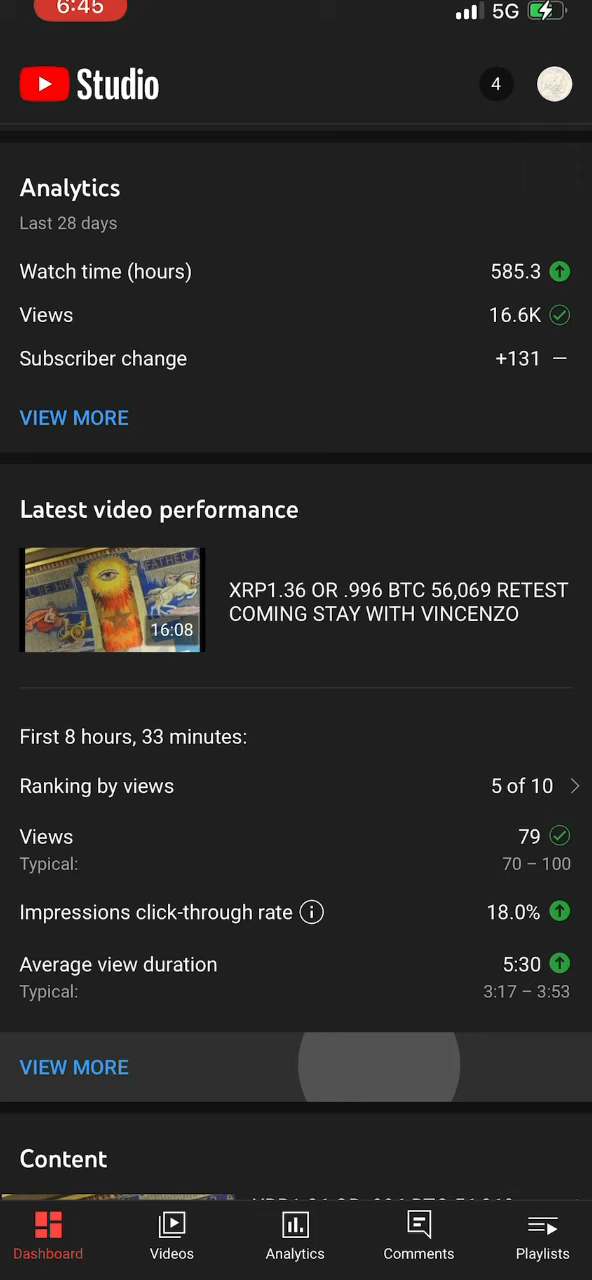 6:45
5G
Studio
4
Analytics
Last 28 days
Watch time (hours)
585.3
Views
16.6K
Subscriber change
+131
VIEW MORE
Latest video performance
16:08
XRP1.36 OR .996 BTC 56,069 RETEST
COMING STAY WITH VINCENZO
First 8 hours, 33 minutes:
Ranking by views
5 of 10
Views
79
Typical:
70 – 100
Impressions click-through rate
18.0%
Average view duration
5:30
Typical:
3:17 – 3:53
VIEW MORE
Content
Dashboard
Videos
Analytics
Comments
Playlists